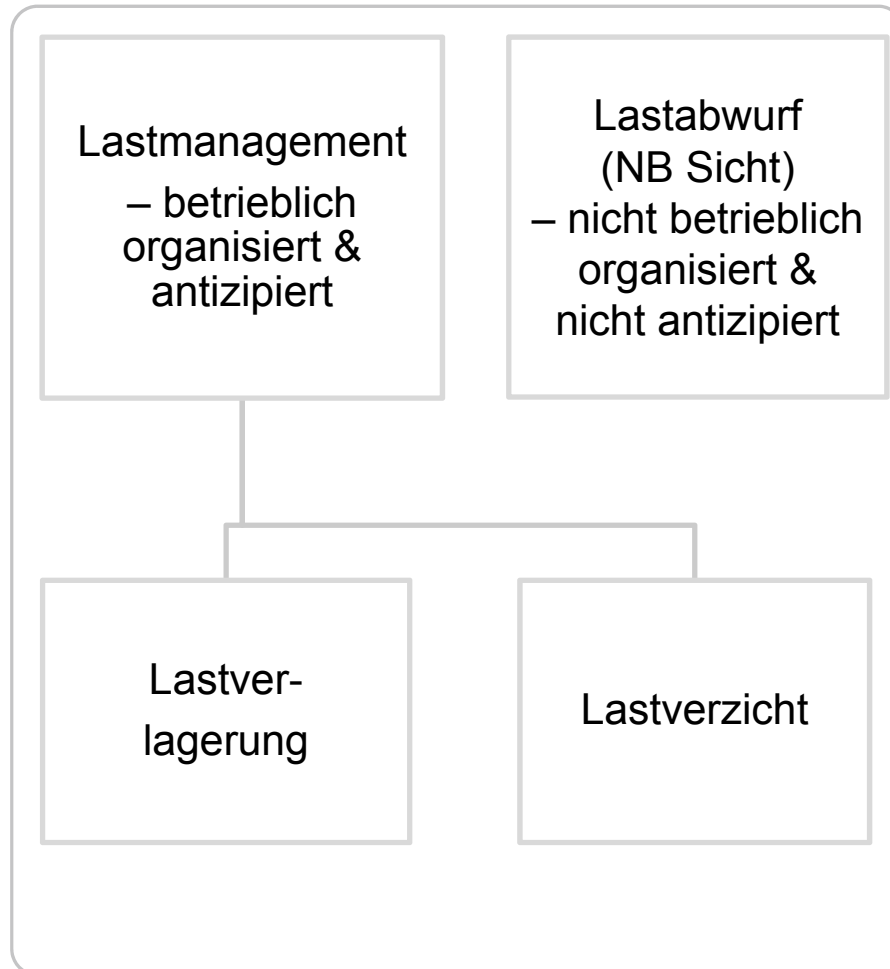 Lastmanagement
– betrieblich
organisiert &
antizipiert
Lastabwurf
(NB Sicht)
– nicht betrieblich
organisiert &
nicht antizipiert
Lastver-
lagerung
Lastverzicht